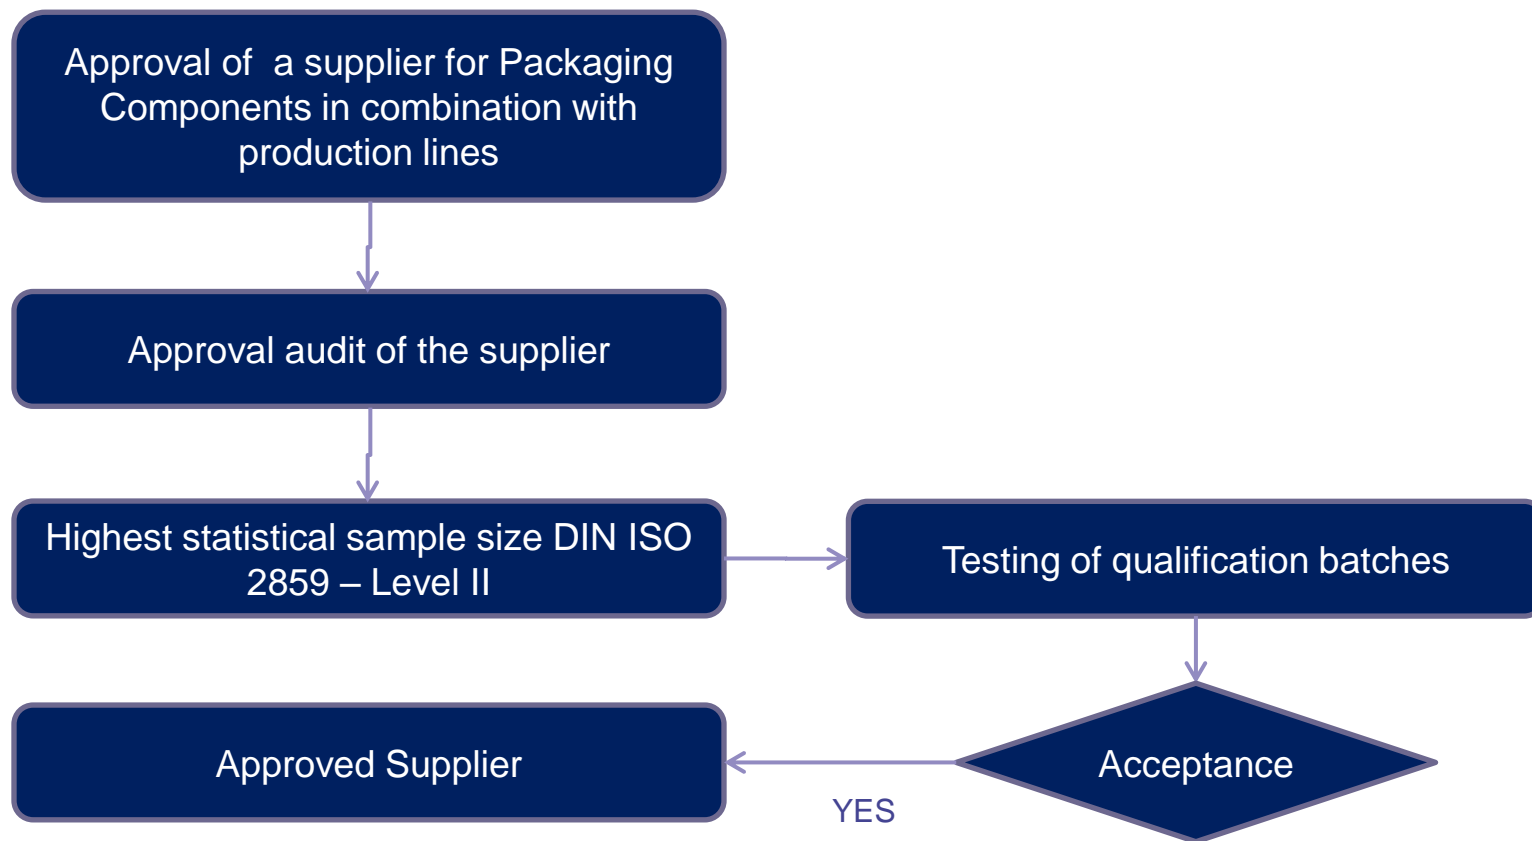 Approval of  a supplier for Packaging
Components in combination with
production lines
Approval audit of the supplier
Highest statistical sample size DIN ISO
2859 – Level II
Testing of qualification batches
Acceptance
YES
Approved Supplier